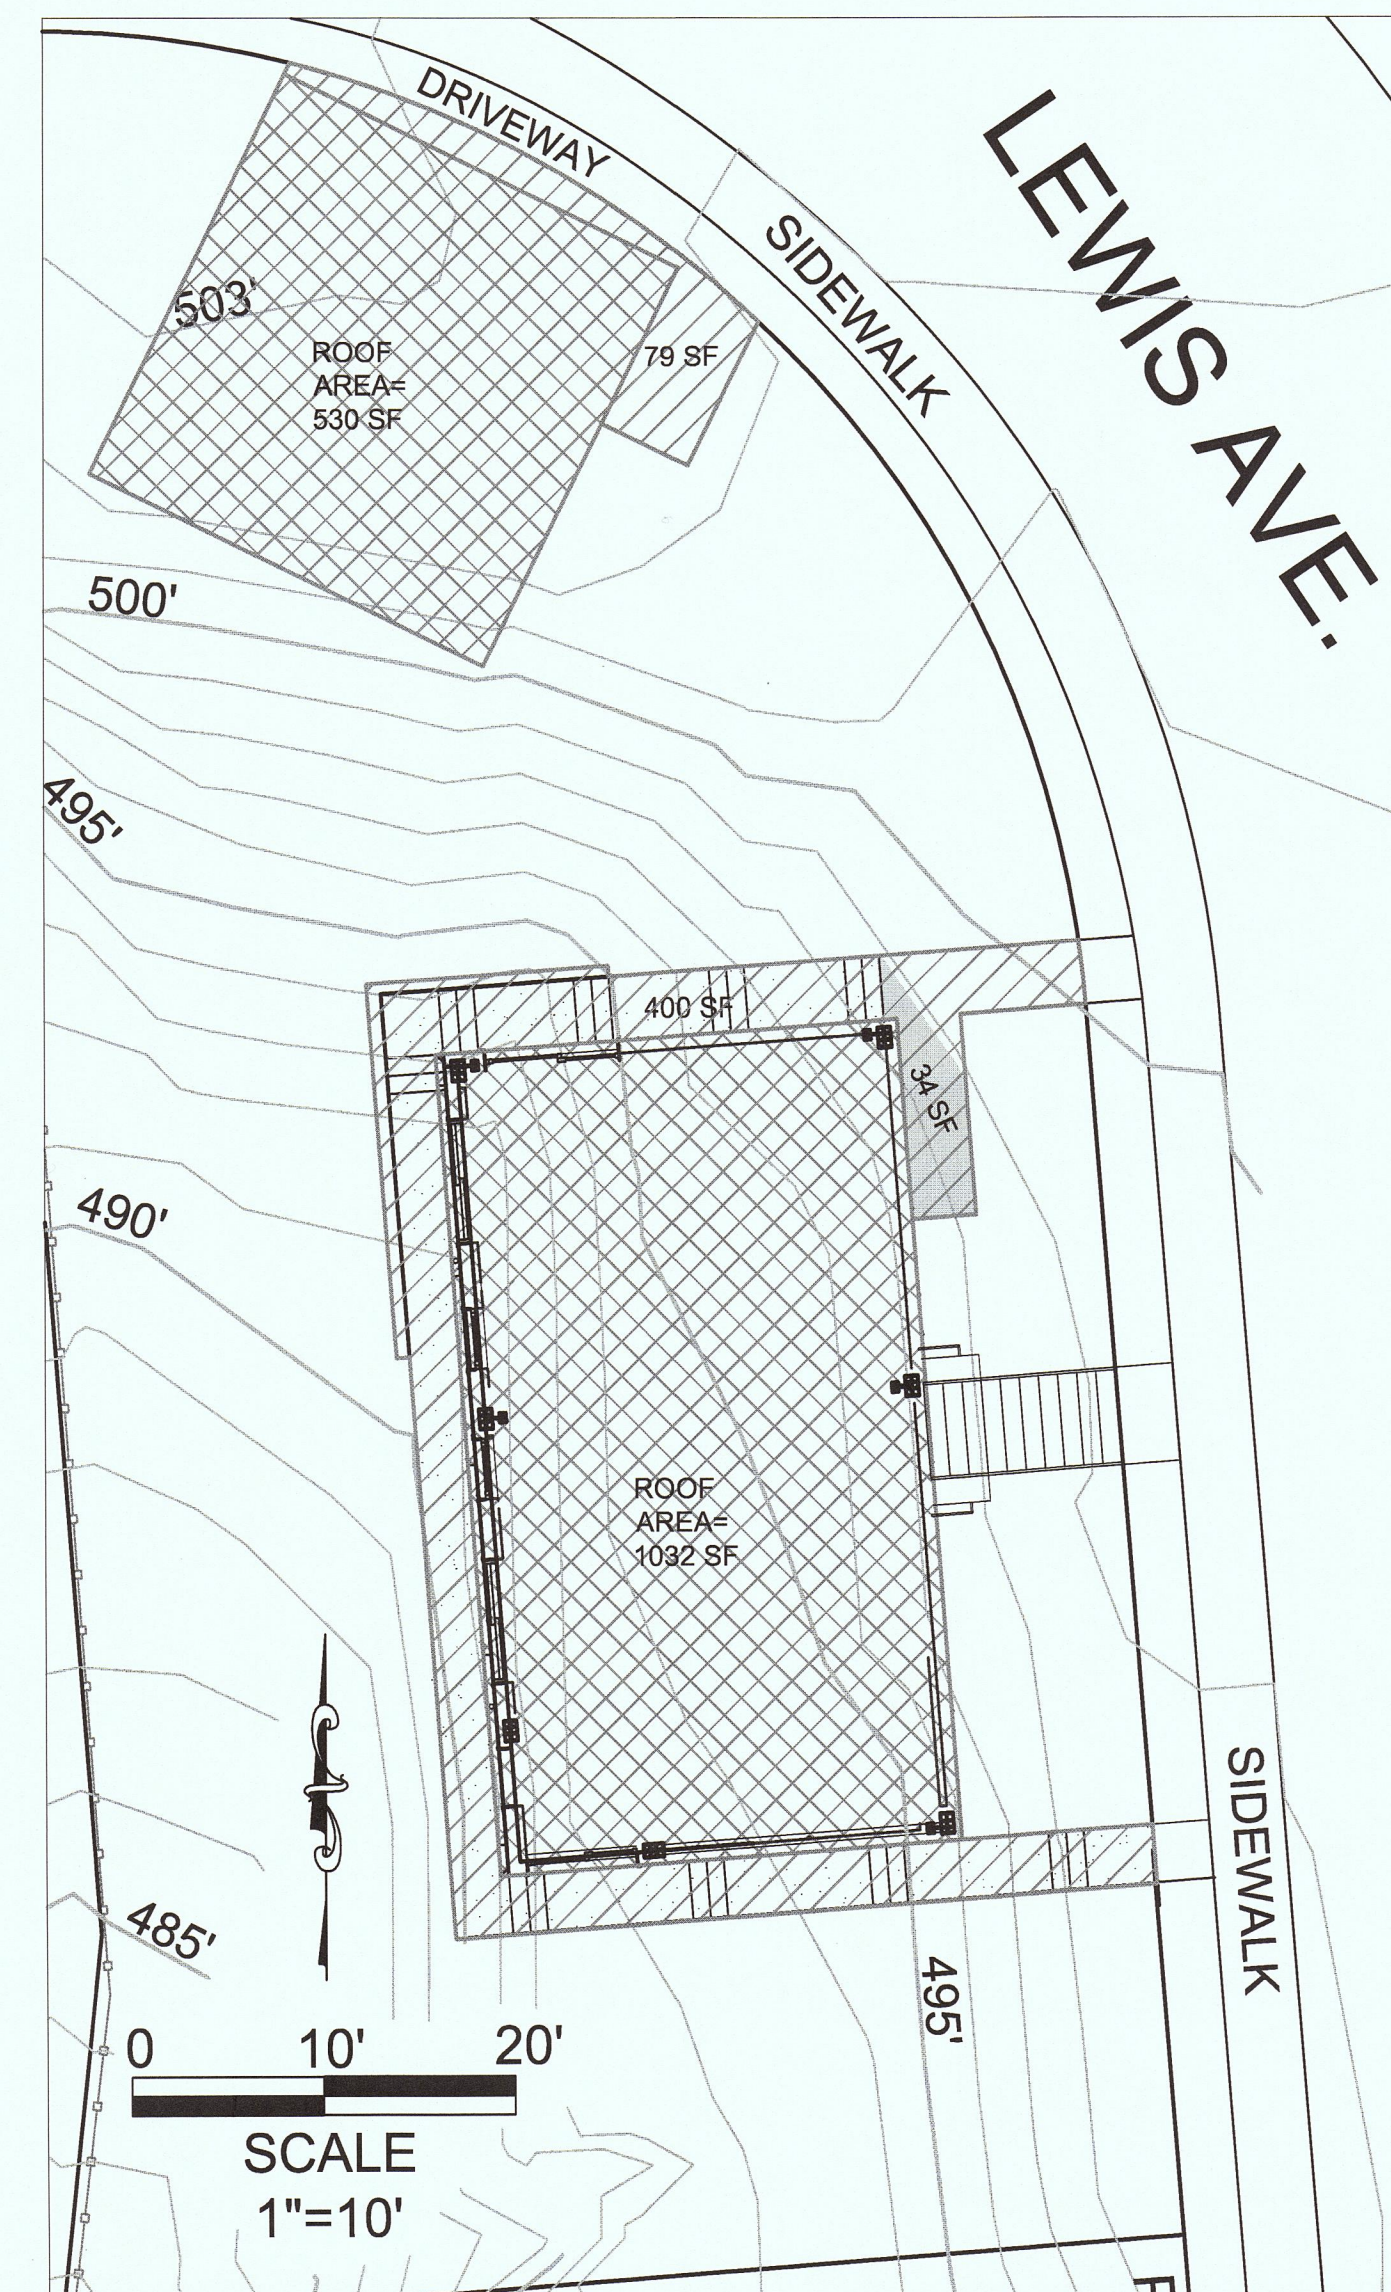 DRIVEWAY
LEWIS AVE.
SIDEWALK
503'
ROOF
AREA=
530 SF
79 SF
500'
495'
400 SF
34 SF
490'
ROOF
AREA=
1032 SF
SIDEWALK
485'
495'
0 10' 20'
SCALE
1"=10'